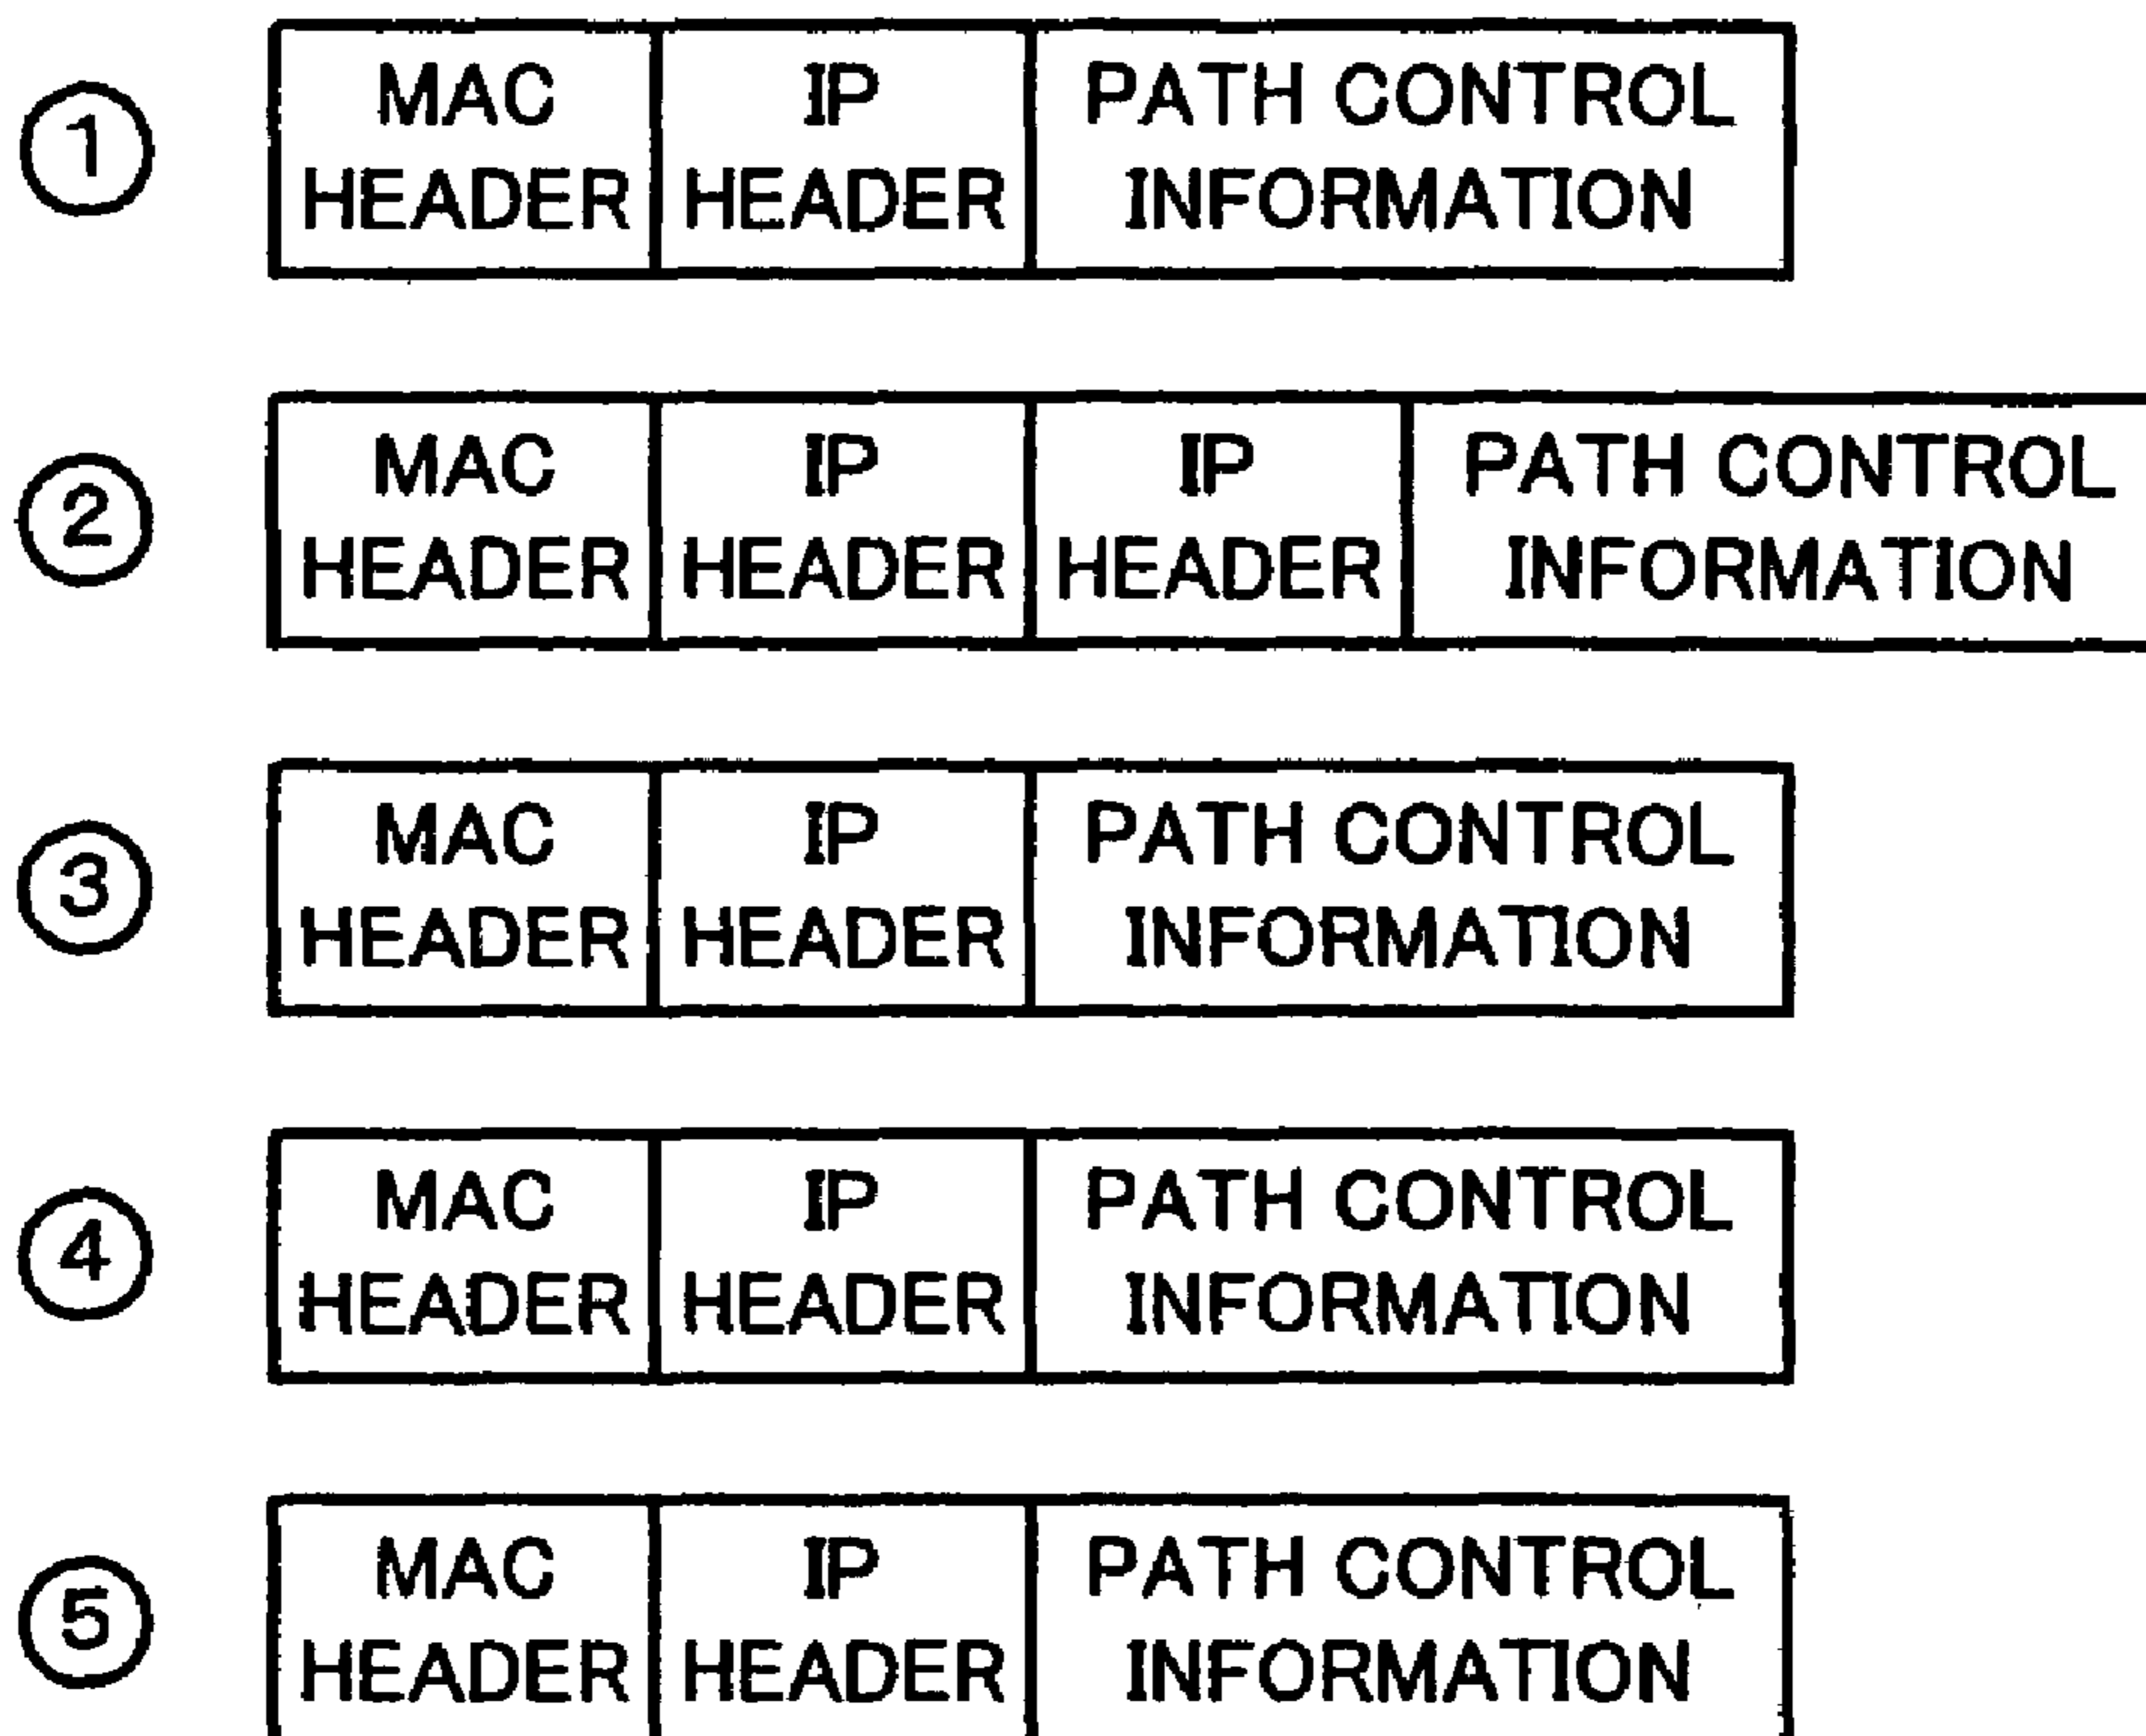 1
MAC IP PATH CONTROL
HEADER HEADER INFORMATION
2
MAC IP IP PATH CONTROL
HEADER HEADER HEADER INFORMATION
3
MAC IP PATH CONTROL
HEADER HEADER INFORMATION
4
MAC IP PATH CONTROL
HEADER HEADER INFORMATION
5
MAC IP PATH CONTROL
HEADER HEADER INFORMATION